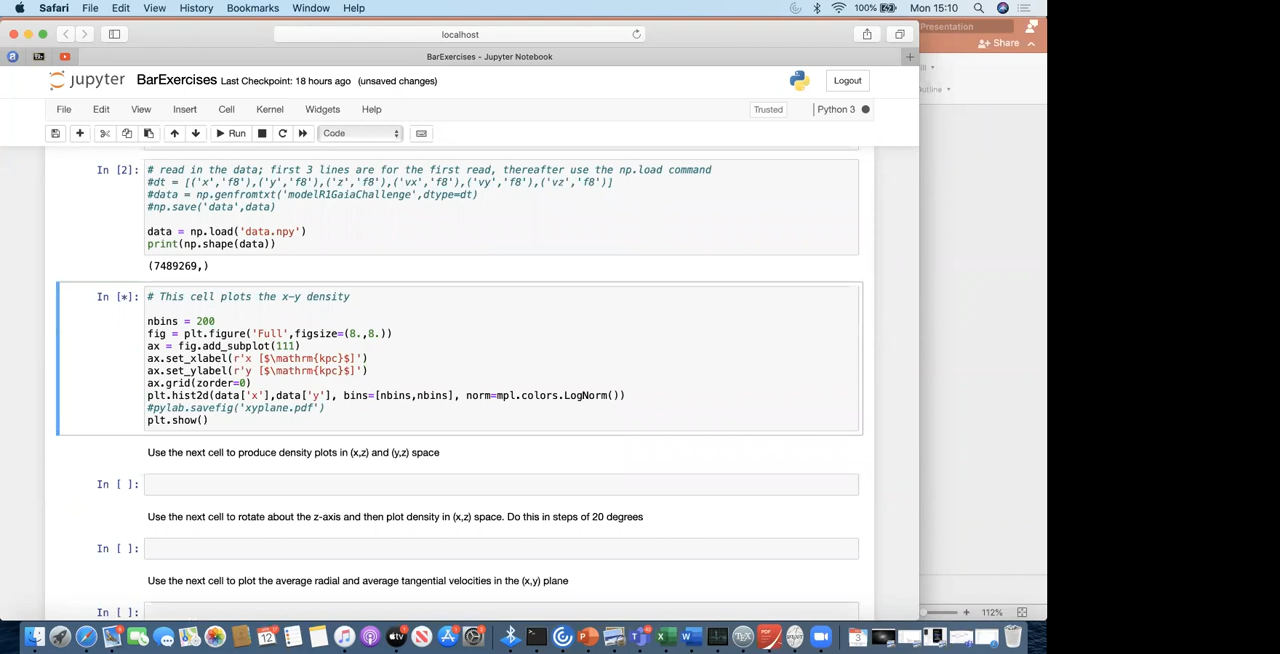 Safari File Edit View History Bookmarks Window Help 100% Mon 15:10
localhost
Presentation
Share
BarExercises - Jupyter Notebook
jupyter BarExercises Last Checkpoint: 18 hours ago (unsaved changes) Logout
File Edit View Insert Cell Kernel Widgets Help Trusted Python 3
Run Code
In [2]: # read in the data; first 3 lines are for the first read, thereafter use the np.load command
#dt = [('x','f8'),('y','f8'),('z','f8'),('vx','f8'),('vy','f8'),('vz','f8')]
#data = np.genfromtxt('modelR1GaiaChallenge',dtype=dt)
#np.save('data',data)
data = np.load('data.npy')
print(np.shape(data))
(7489269,)
In [*]: # This cell plots the x-y density
nbins = 200
fig = plt.figure('Full',figsize=(8.,8.))
ax = fig.add_subplot(111)
ax.set_xlabel(r'x [$\mathrm{kpc}$]')
ax.set_ylabel(r'y [$\mathrm{kpc}$]')
ax.grid(zorder=0)
plt.hist2d(data['x'],data['y'], bins=[nbins,nbins], norm=mpl.colors.LogNorm())
#pylab.savefig('xyplane.pdf')
plt.show()
Use the next cell to produce density plots in (x,z) and (y,z) space
In [ ]:
Use the next cell to rotate about the z-axis and then plot density in (x,z) space. Do this in steps of 20 degrees
In [ ]:
Use the next cell to plot the average radial and average tangential velocities in the (x,y) plane
In [ ]:
112%